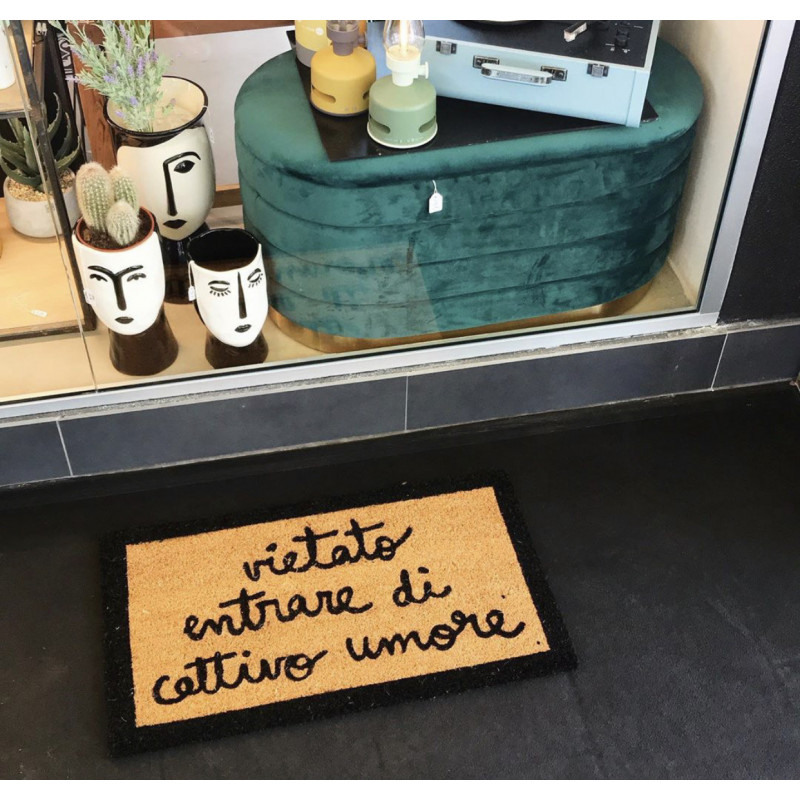 vietato
entrare di
cattivo umore